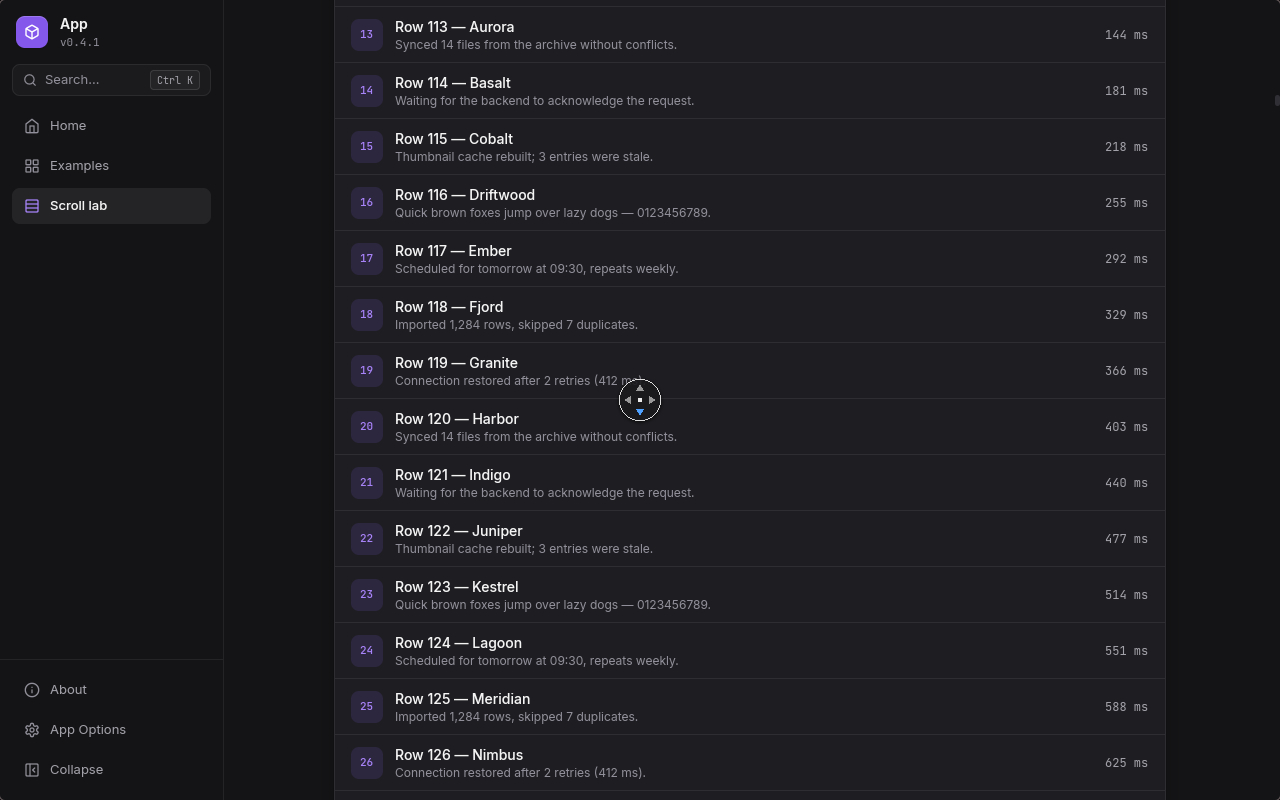 App
v0.4.1
Search...
Ctrl K
Home
Examples
Scroll lab
About
App Options
Collapse
13
Row 113 — Aurora
Synced 14 files from the archive without conflicts.
144 ms
14
Row 114 — Basalt
Waiting for the backend to acknowledge the request.
181 ms
15
Row 115 — Cobalt
Thumbnail cache rebuilt; 3 entries were stale.
218 ms
16
Row 116 — Driftwood
Quick brown foxes jump over lazy dogs — 0123456789.
255 ms
17
Row 117 — Ember
Scheduled for tomorrow at 09:30, repeats weekly.
292 ms
18
Row 118 — Fjord
Imported 1,284 rows, skipped 7 duplicates.
329 ms
19
Row 119 — Granite
Connection restored after 2 retries (412 ms).
366 ms
20
Row 120 — Harbor
Synced 14 files from the archive without conflicts.
403 ms
21
Row 121 — Indigo
Waiting for the backend to acknowledge the request.
440 ms
22
Row 122 — Juniper
Thumbnail cache rebuilt; 3 entries were stale.
477 ms
23
Row 123 — Kestrel
Quick brown foxes jump over lazy dogs — 0123456789.
514 ms
24
Row 124 — Lagoon
Scheduled for tomorrow at 09:30, repeats weekly.
551 ms
25
Row 125 — Meridian
Imported 1,284 rows, skipped 7 duplicates.
588 ms
26
Row 126 — Nimbus
Connection restored after 2 retries (412 ms).
625 ms